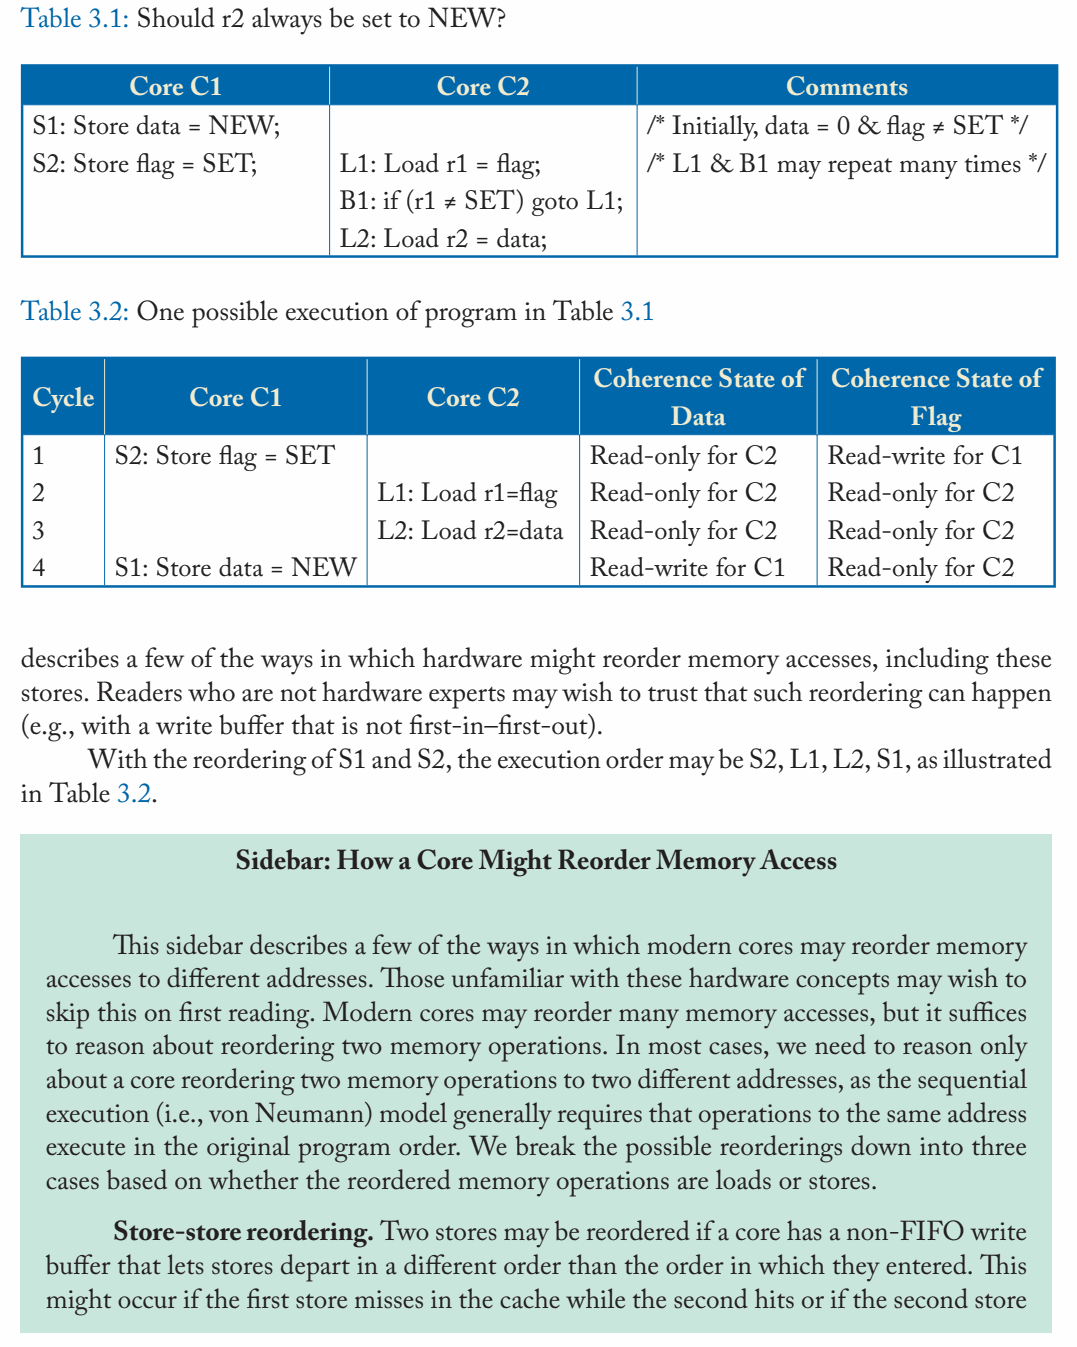 Table 3.1: Should r2 always be set to NEW?
Core C1 Core C2 Comments
S1: Store data = NEW; /* Initially, data = 0 & flag ≠ SET */
S2: Store flag = SET; L1: Load r1 = flag; /* L1 & B1 may repeat many times */
B1: if (r1 ≠ SET) goto L1;
L2: Load r2 = data;
Table 3.2: One possible execution of program in Table 3.1
Cycle Core C1 Core C2 Coherence State of Data Coherence State of Flag
1 S2: Store flag = SET Read-only for C2 Read-write for C1
2 L1: Load r1=flag Read-only for C2 Read-only for C2
3 L2: Load r2=data Read-only for C2 Read-only for C2
4 S1: Store data = NEW Read-write for C1 Read-only for C2
describes a few of the ways in which hardware might reorder memory accesses, including these
stores. Readers who are not hardware experts may wish to trust that such reordering can happen
(e.g., with a write buffer that is not first-in–first-out).
With the reordering of S1 and S2, the execution order may be S2, L1, L2, S1, as illustrated
in Table 3.2.
Sidebar: How a Core Might Reorder Memory Access
This sidebar describes a few of the ways in which modern cores may reorder memory
accesses to different addresses. Those unfamiliar with these hardware concepts may wish to
skip this on first reading. Modern cores may reorder many memory accesses, but it suffices
to reason about reordering two memory operations. In most cases, we need to reason only
about a core reordering two memory operations to two different addresses, as the sequential
execution (i.e., von Neumann) model generally requires that operations to the same address
execute in the original program order. We break the possible reorderings down into three
cases based on whether the reordered memory operations are loads or stores.
Store-store reordering. Two stores may be reordered if a core has a non-FIFO write
buffer that lets stores depart in a different order than the order in which they entered. This
might occur if the first store misses in the cache while the second hits or if the second store